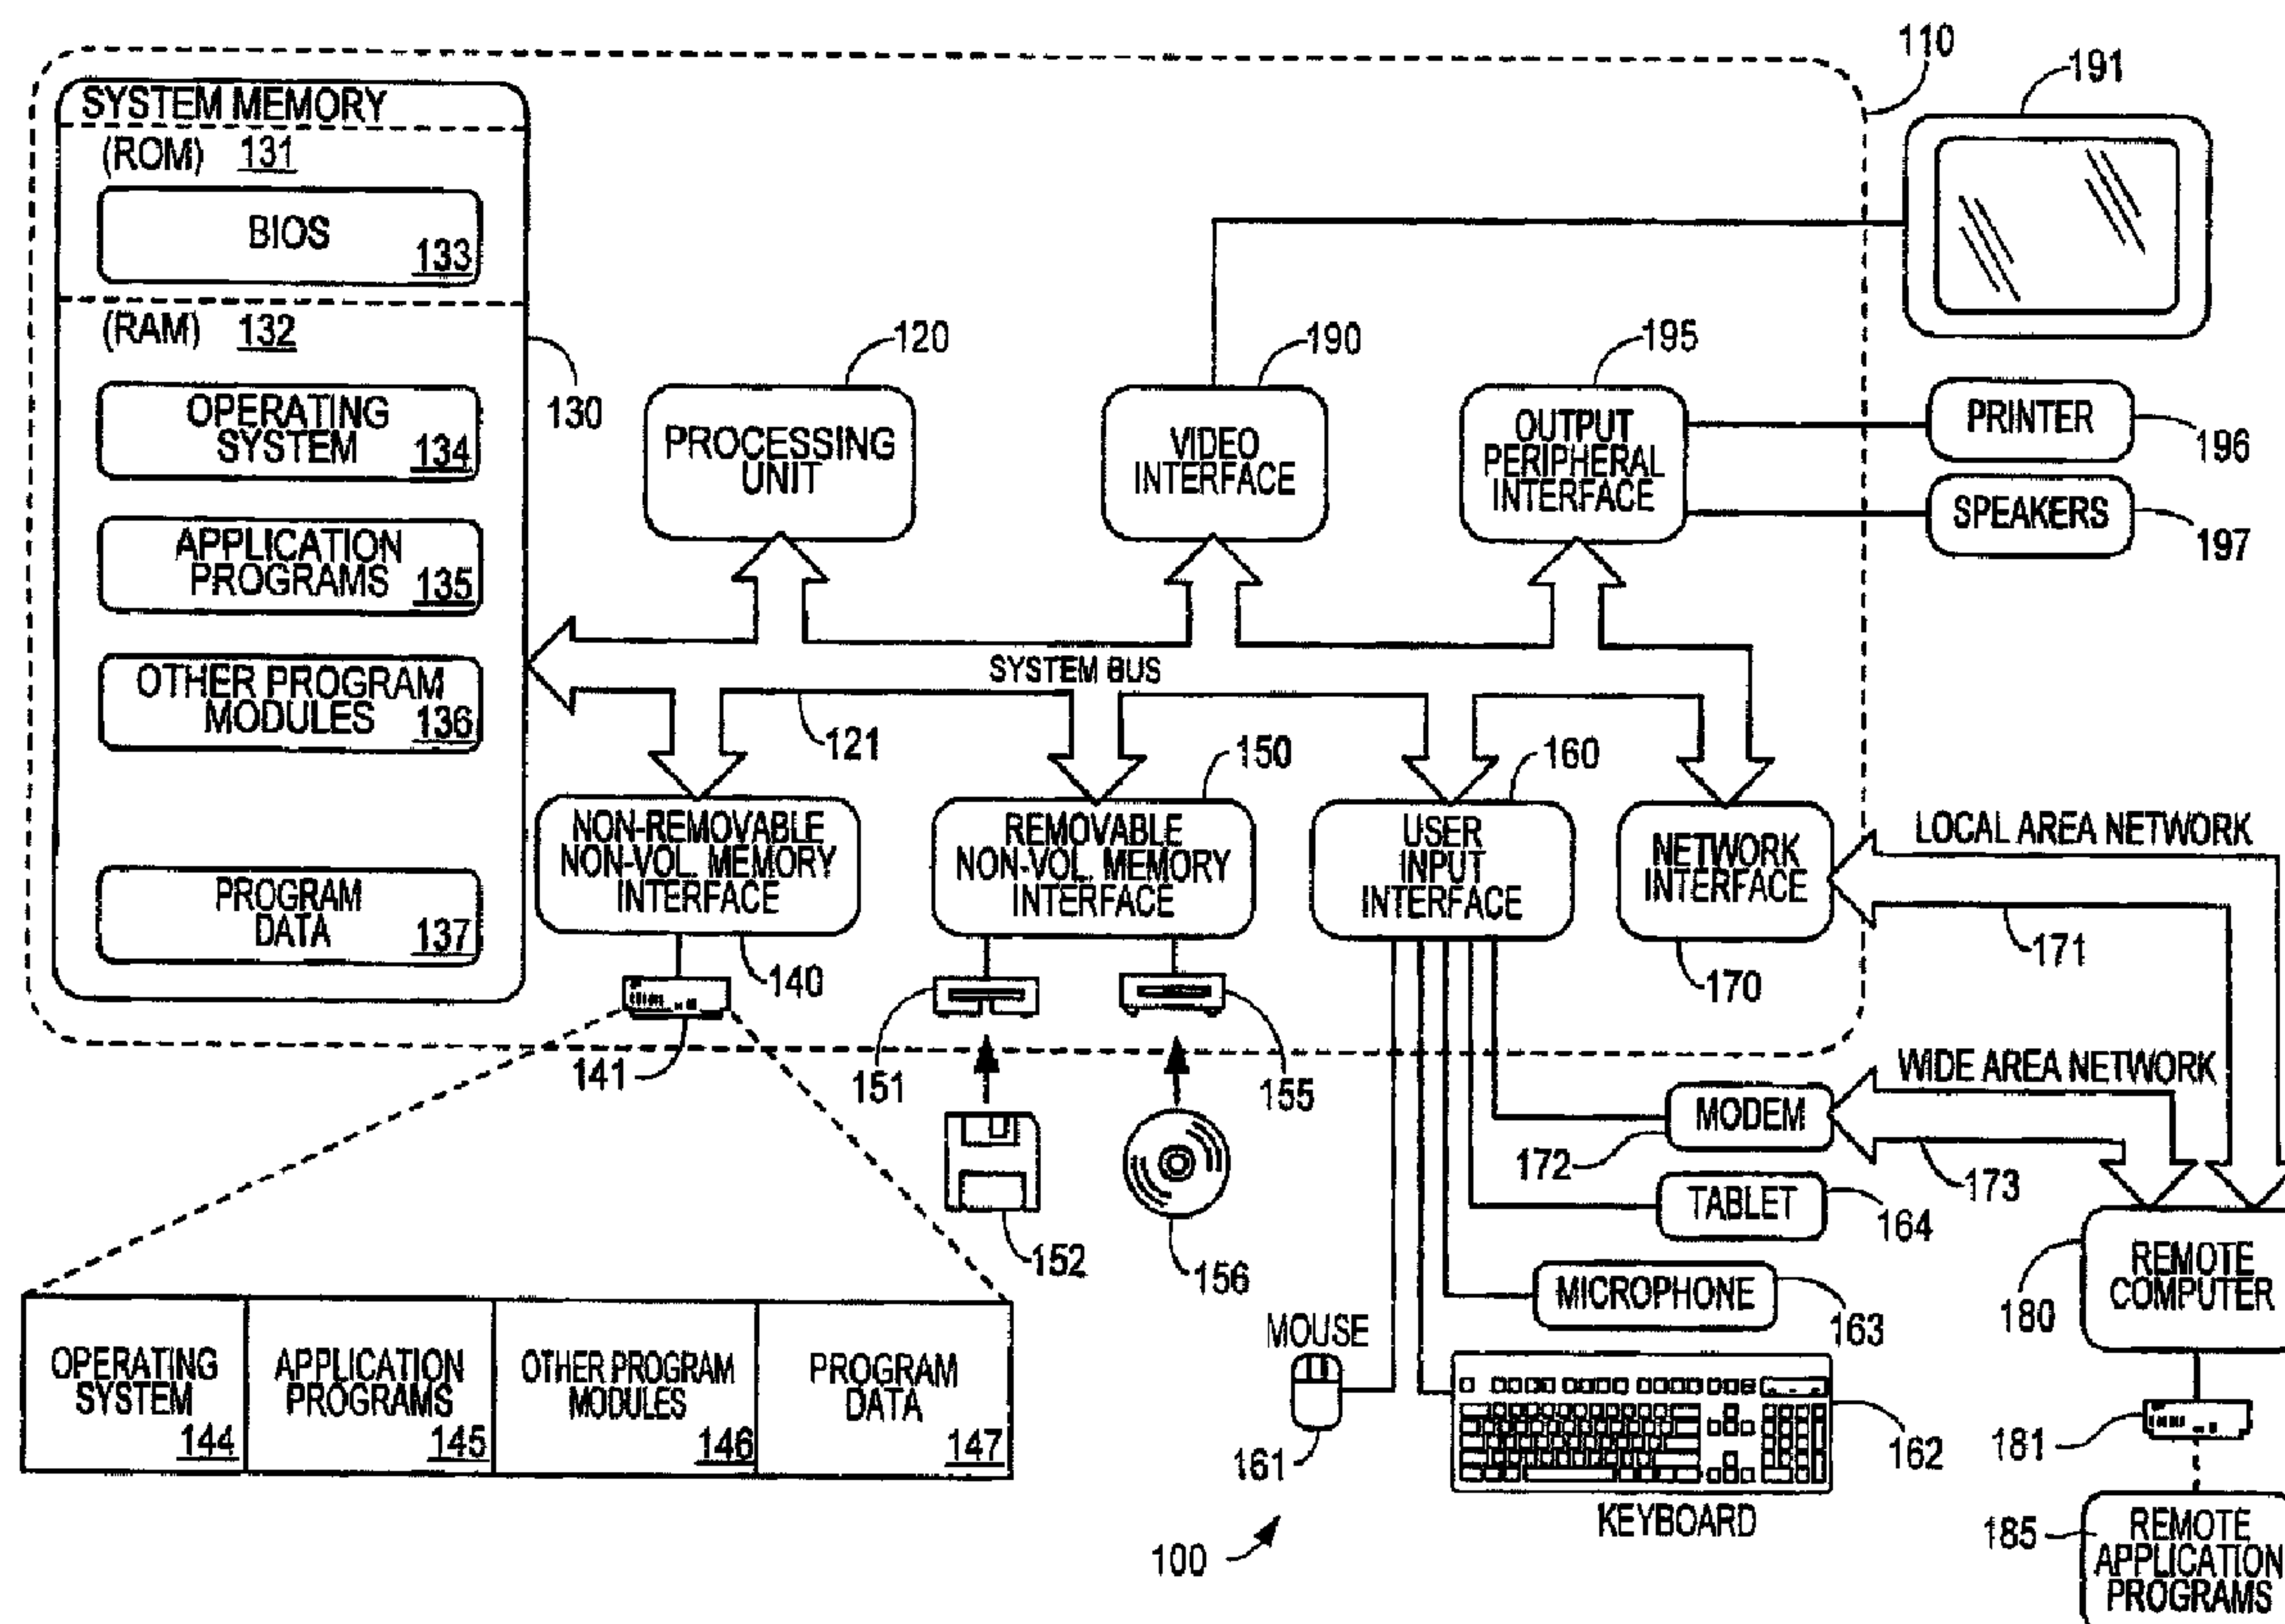 110
191
SYSTEM MEMORY
(ROM) 131
BIOS
133
(RAM) 132
120
190
195
OPERATING
SYSTEM
134
130
PROCESSING
UNIT
VIDEO
INTERFACE
OUTPUT
PERIPHERAL
INTERFACE
PRINTER
196
SPEAKERS
197
APPLICATION
PROGRAMS
135
SYSTEM BUS
OTHER PROGRAM
MODULES
136
121
150
160
NON-REMOVABLE
NON-VOL. MEMORY
INTERFACE
REMOVABLE
NON-VOL. MEMORY
INTERFACE
USER
INPUT
INTERFACE
NETWORK
INTERFACE
LOCAL AREA NETWORK
PROGRAM
DATA
137
140
170
171
141
151
155
WIDE AREA NETWORK
MODEM
172
173
TABLET
164
152
156
MICROPHONE
163
180
REMOTE
COMPUTER
MOUSE
161
162
KEYBOARD
181
OPERATING
SYSTEM
144
APPLICATION
PROGRAMS
145
OTHER PROGRAM
MODULES
146
PROGRAM
DATA
147
100
185
REMOTE
APPLICATION
PROGRAMS